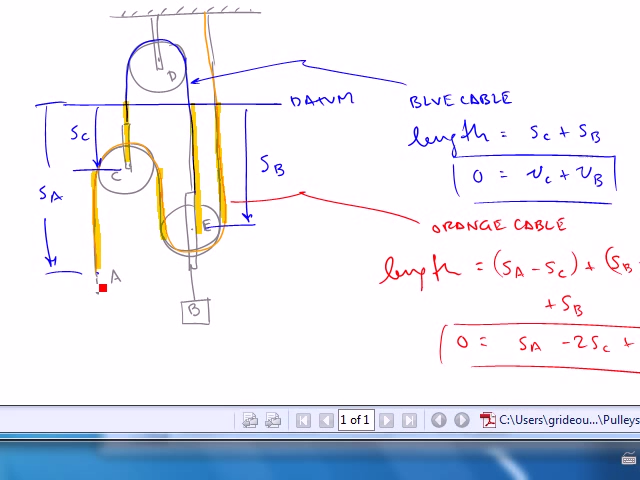 D
DATUM
BLUE CABLE
SC
length = SC + SB
SB
C
0 = VC + VB
SA
E
ORANGE CABLE
length = (SA - SC) + (SB
+ SB
A
B
0 = SA - 2SC +
1 of 1
C:\Users\grideou...\Pulleys